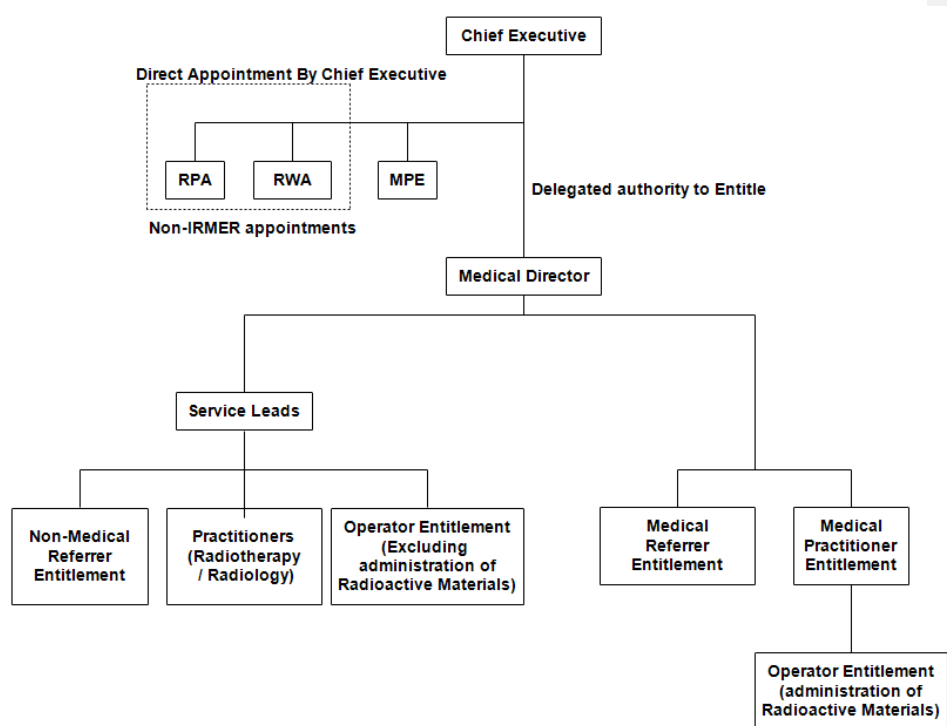 Chief Executive
Direct Appointment By Chief Executive
RPA
RWA
MPE
Delegated authority to Entitle
Non-IRMER appointments
Medical Director
Service Leads
Non-Medical
Referrer
Entitlement
Practitioners
(Radiotherapy
/ Radiology)
Operator Entitlement
(Excluding
administration of
Radioactive Materials)
Medical
Referrer
Entitlement
Medical
Practitioner
Entitlement
Operator Entitlement
(administration of
Radioactive Materials)